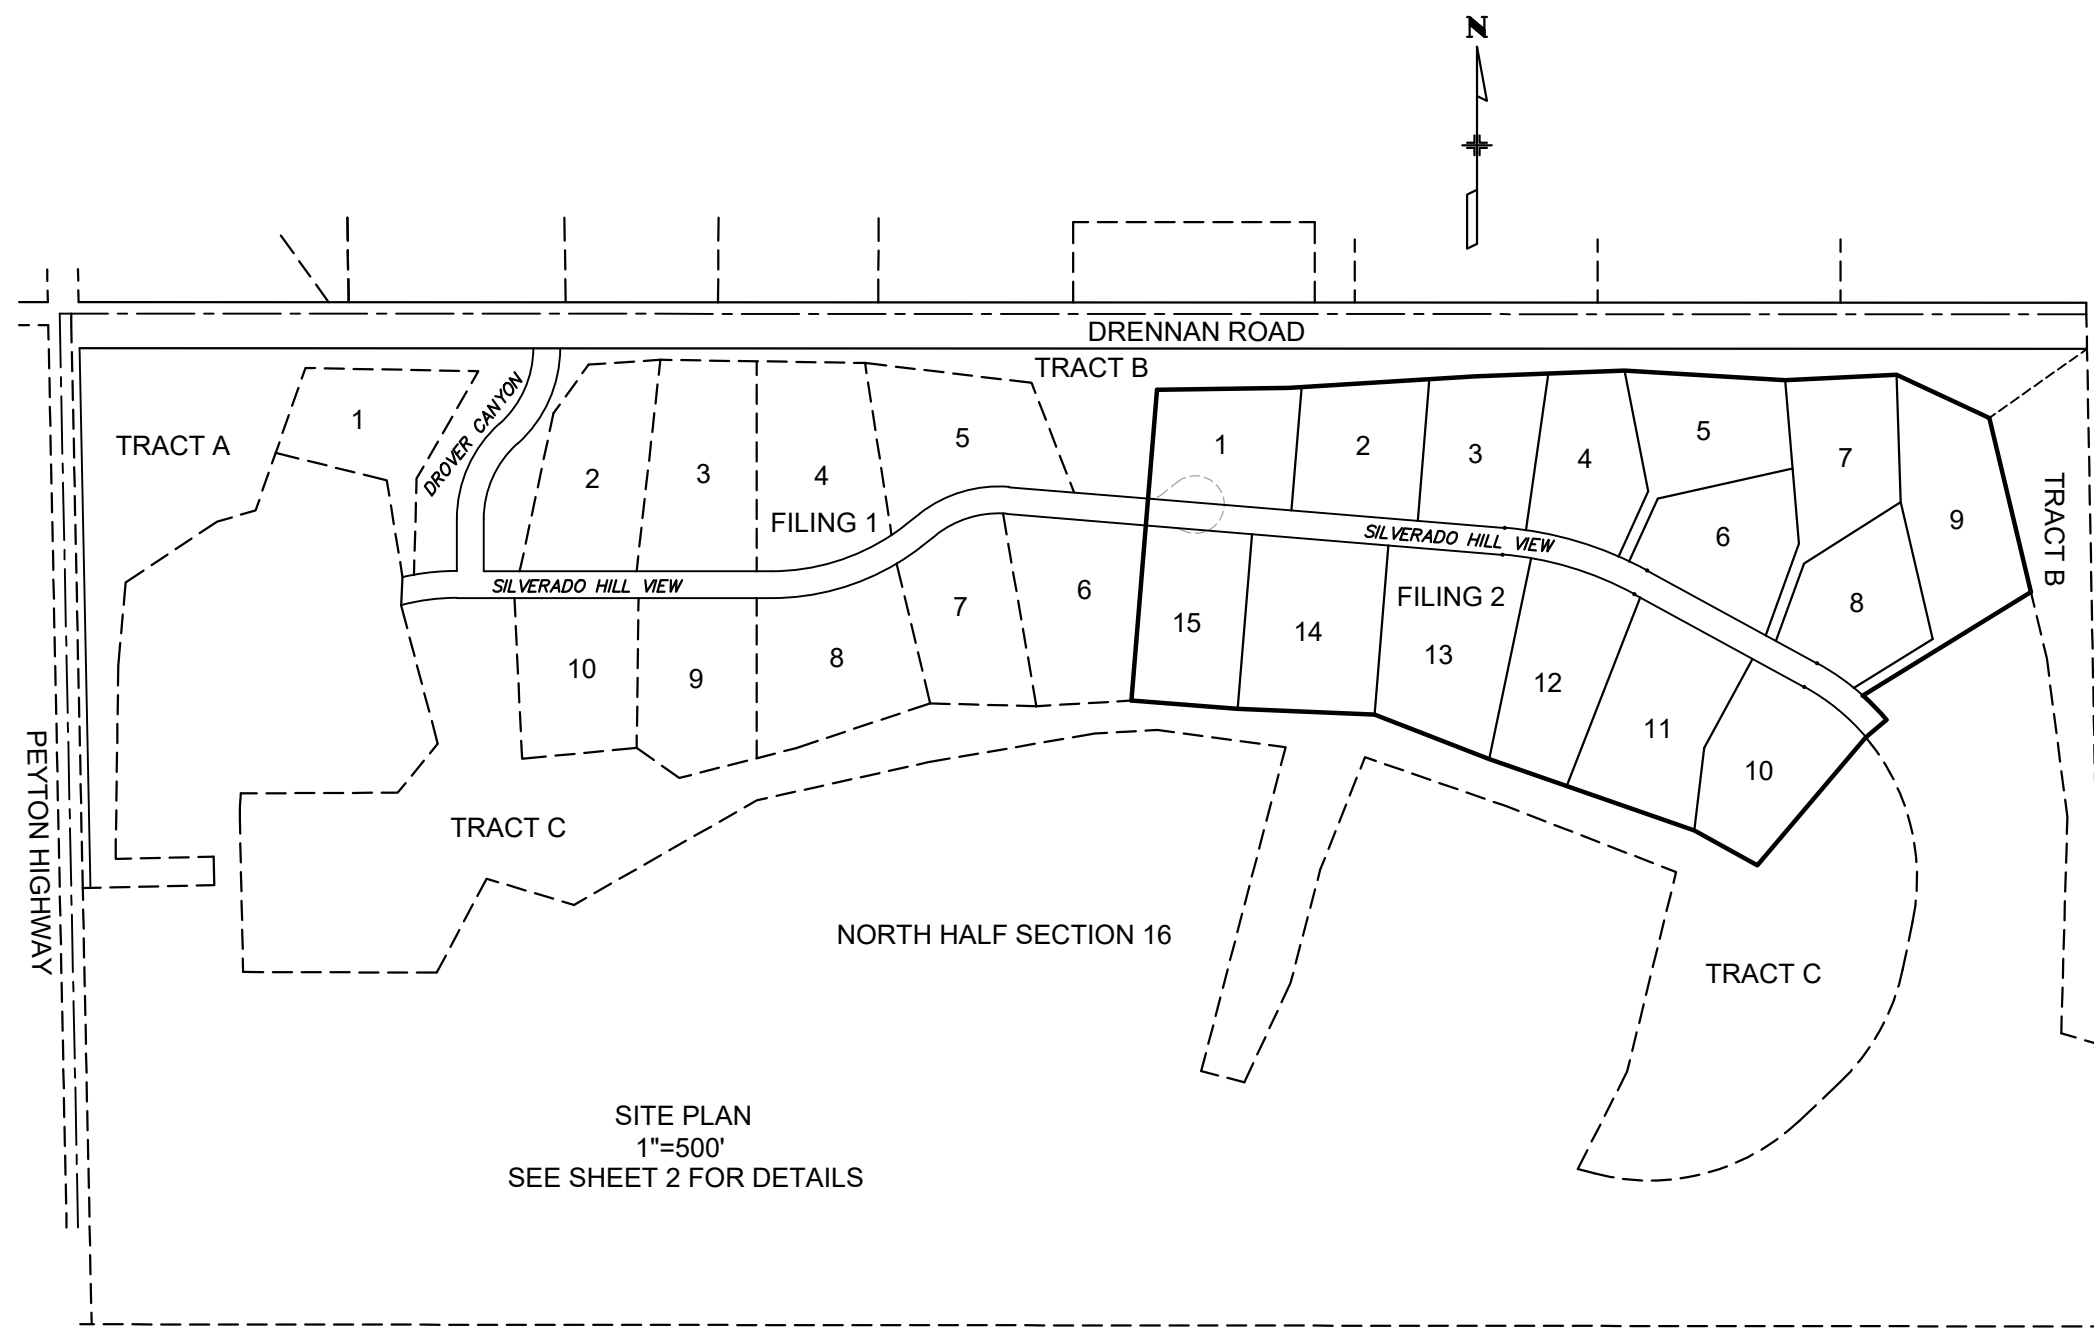 N
DRENNAN ROAD
TRACT B
1
TRACT A
DROVER CANYON
2
3
4
5
FILING 1
SILVERADO HILL VIEW
6
7
8
9
10
1
2
3
4
5
6
7
8
9
TRACT B
SILVERADO HILL VIEW
FILING 2
15
14
13
12
11
10
PEYTON HIGHWAY
TRACT C
NORTH HALF SECTION 16
TRACT C
SITE PLAN
1"=500'
SEE SHEET 2 FOR DETAILS